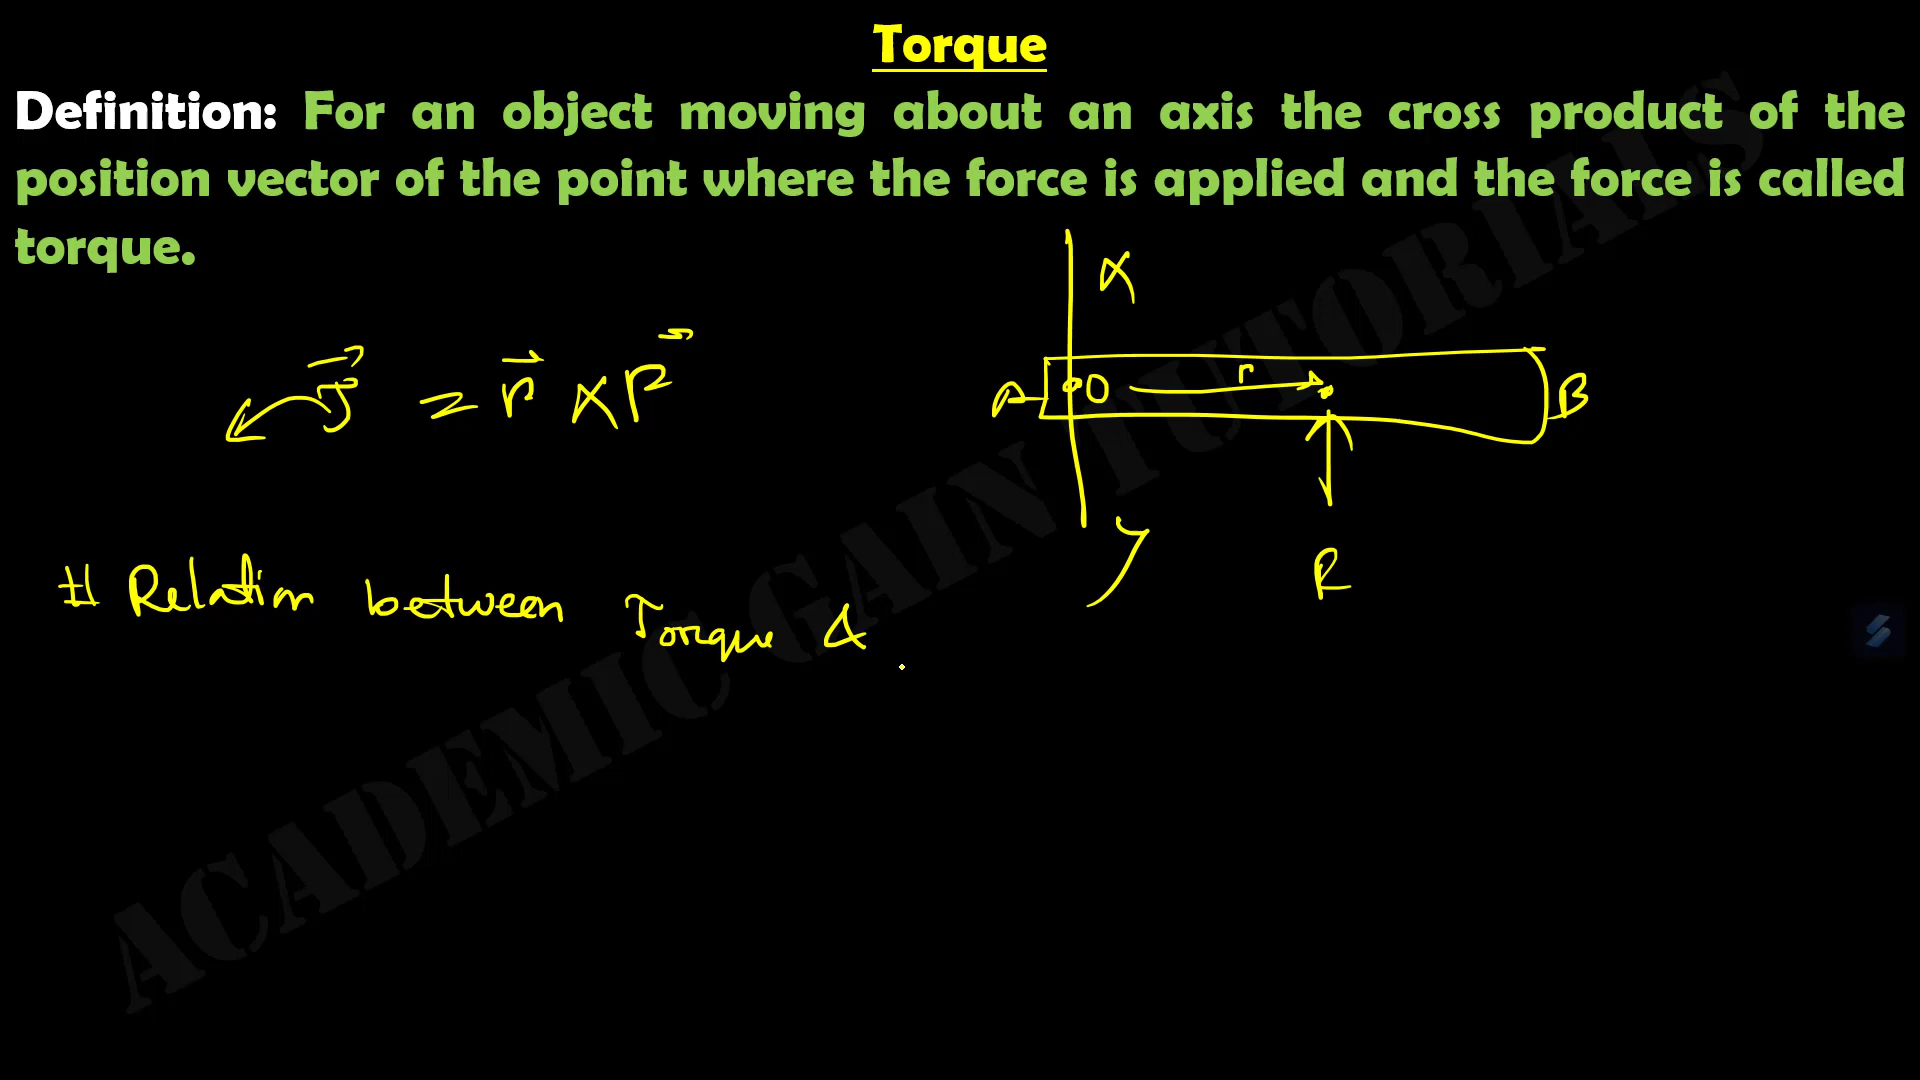 Torque
Definition: For an object moving about an axis the cross product of the
position vector of the point where the force is applied and the force is called
torque.
α
τ = r × F
A O r B
F
# Relation between Torque &
ACADEMIC GAIN TUTORIALS